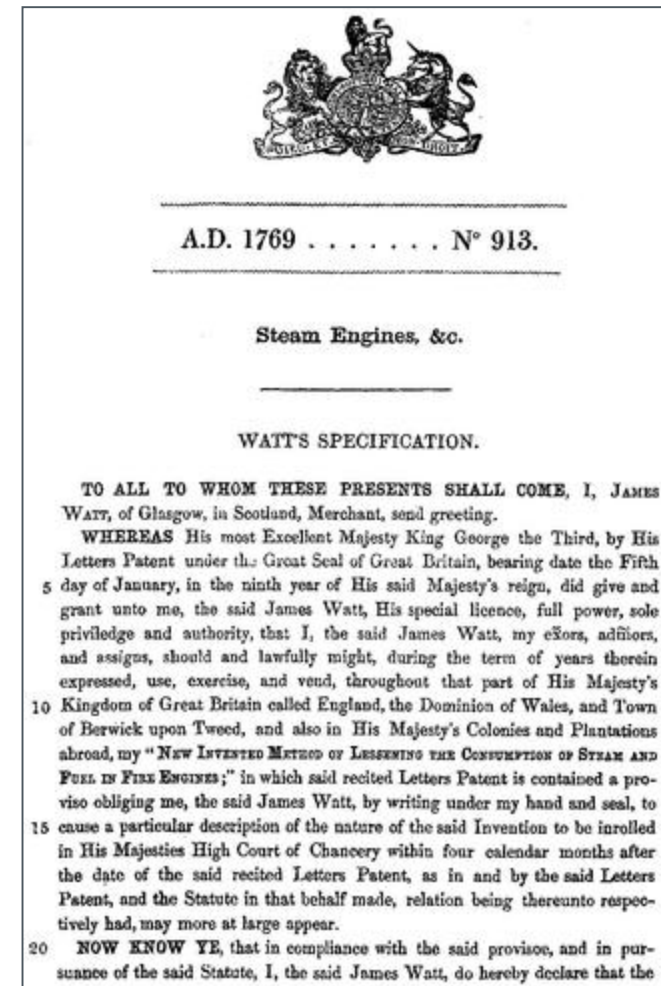 DIEU ET MON DROIT
A.D. 1769 . . . . . . . N° 913.
Steam Engines, &c.
WATT'S SPECIFICATION.
TO ALL TO WHOM THESE PRESENTS SHALL COME, I, JAMES
WATT, of Glasgow, in Scotland, Merchant, send greeting.
WHEREAS His most Excellent Majesty King George the Third, by His
Letters Patent under the Great Seal of Great Britain, bearing date the Fifth
5 day of January, in the ninth year of His said Majesty's reign, did give and
grant unto me, the said James Watt, His special licence, full power, sole
priviledge and authority, that I, the said James Watt, my exors, adm̃ors,
and assigns, should and lawfully might, during the term of years therein
expressed, use, exercise, and vend, throughout that part of His Majesty's
10 Kingdom of Great Britain called England, the Dominion of Wales, and Town
of Berwick upon Tweed, and also in His Majesty's Colonies and Plantations
abroad, my "NEW INVENTED METHOD OF LESSENING THE CONSUMPTION OF STEAM AND
FUEL IN FIRE ENGINES;" in which said recited Letters Patent is contained a pro-
viso obliging me, the said James Watt, by writing under my hand and seal, to
15 cause a particular description of the nature of the said Invention to be inrolled
in His Majesties High Court of Chancery within four calendar months after
the date of the said recited Letters Patent, as in and by the said Letters
Patent, and the Statute in that behalf made, relation being thereunto respec-
tively had, may more at large appear.
20 NOW KNOW YE, that in compliance with the said provisoe, and in pur-
suance of the said Statute, I, the said James Watt, do hereby declare that the